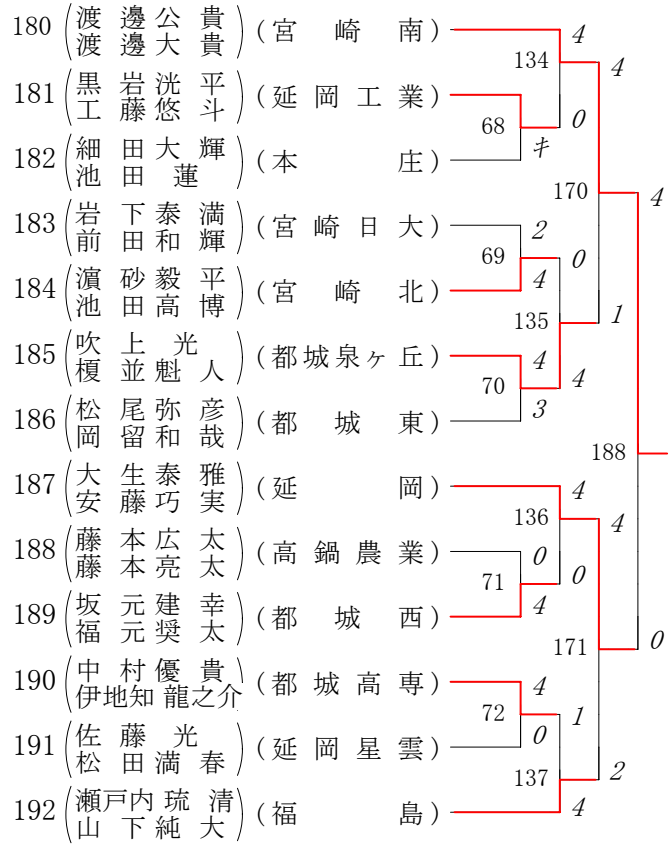 180 渡邊公貴 渡邊大貴 (宮崎南) 4
134 4
181 黒岩洸平 工藤悠斗 (延岡工業) 0
68
182 細田大輝 池田蓮 (本庄) キ
170 4
183 岩下泰満 前田和輝 (宮崎日大) 2
69 0
184 濵砂毅平 池田高博 (宮崎北) 4
135 1
185 吹上光 榎並魁人 (都城泉ヶ丘) 4
70 4
186 松尾弥彦 岡留和哉 (都城東) 3
188
187 大生泰雅 安藤巧実 (延岡) 4
136 4
188 藤本広太 藤本亮太 (高鍋農業) 0
71 0
189 坂元建幸 福元奨太 (都城西) 4
171 0
190 中村優貴 伊地知龍之介 (都城高専) 4
72 1
191 佐藤光 松田満春 (延岡星雲) 0
137 2
192 瀬戸内琉清 山下純大 (福島) 4